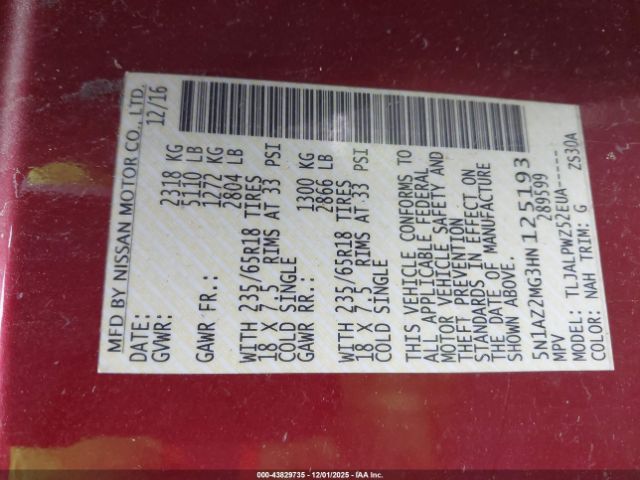 MFD BY NISSAN MOTOR CO., LTD.
DATE: 12/16
GVWR: 2318 KG
5110 LB
GAWR FR.: 1272 KG
2804 LB
WITH 235/65R18 TIRES
18 X 7.5, RIMS AT 33 PSI
COLD SINGLE
GAWR RR.: 1300 KG
2866 LB
WITH 235/65R18 TIRES
18 X 7.5, RIMS AT 33 PSI
COLD SINGLE
THIS VEHICLE CONFORMS TO
ALL APPLICABLE FEDERAL
MOTOR VEHICLE SAFETY AND
THEFT PREVENTION
STANDARDS IN EFFECT ON
THE DATE OF MANUFACTURE
SHOWN ABOVE.
5N1AZ2MG3HN125193
MPV 289599
MODEL: TLJALPWZ52EUA-----
COLOR: NAH TRIM: G ZS30A
000-43829735 - 12/01/2025 - IAA Inc.